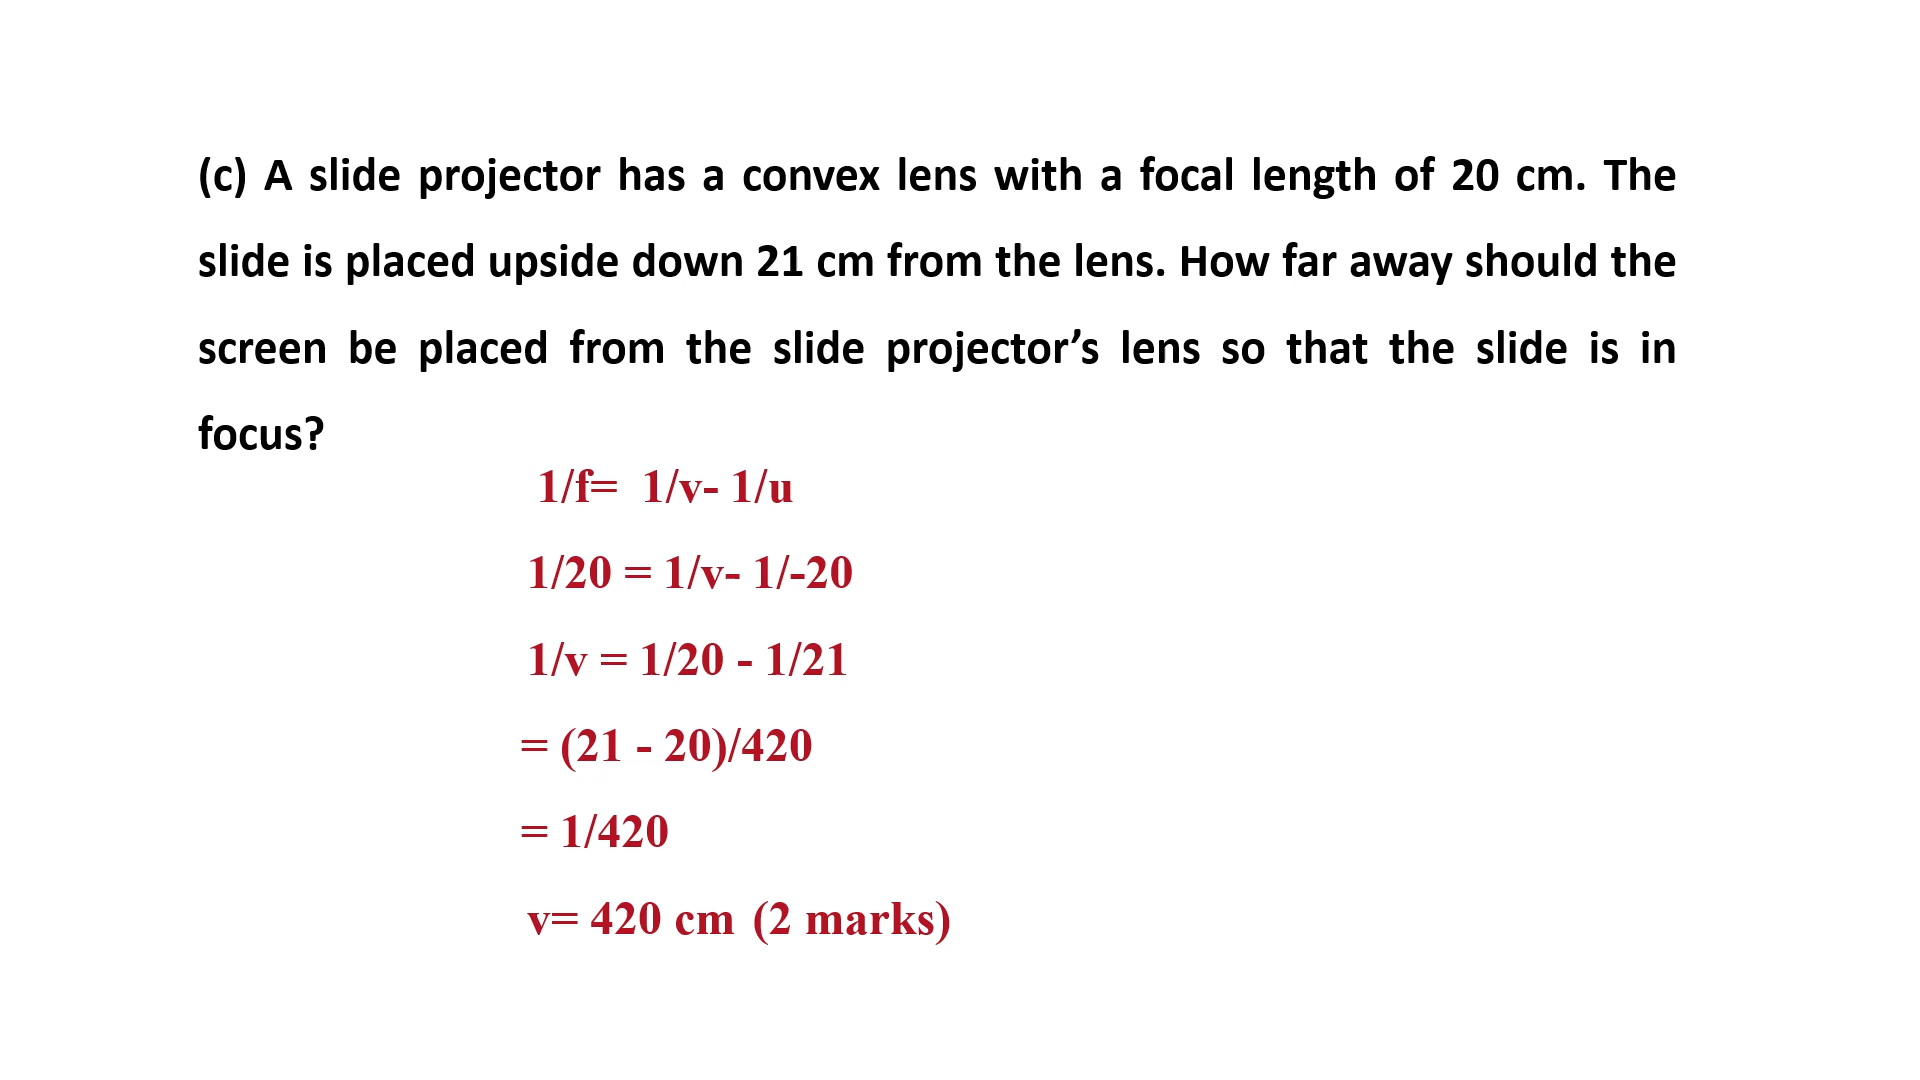 (c) A slide projector has a convex lens with a focal length of 20 cm. The
slide is placed upside down 21 cm from the lens. How far away should the
screen be placed from the slide projector’s lens so that the slide is in
focus?
1/f= 1/v- 1/u
1/20 = 1/v- 1/-20
1/v = 1/20 - 1/21
= (21 - 20)/420
= 1/420
v= 420 cm (2 marks)